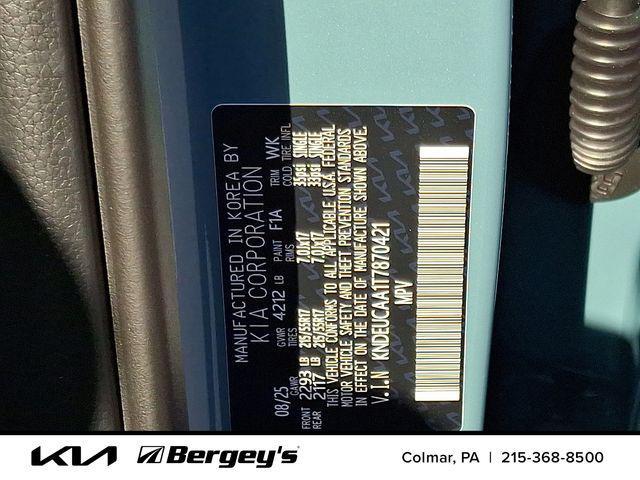 MANUFACTURED IN KOREA BY
KIA CORPORATION
08/25 GVWR 4212 LB PAINT F1A TRIM WK
GAWR TIRES RIMS COLD TIRE INFL
FRONT 2293 LB 215/55R17 7.0Jx17 35psi SINGLE
REAR 2117 LB 215/55R17 7.0Jx17 35psi SINGLE
THIS VEHICLE CONFORMS TO ALL APPLICABLE U.S.A. FEDERAL
MOTOR VEHICLE SAFETY AND THEFT PREVENTION STANDARDS
IN EFFECT ON THE DATE OF MANUFACTURE SHOWN ABOVE.
V.I.N KNDEUCAA1T7870421
MPV
KIA Bergey's Colmar, PA | 215-368-8500